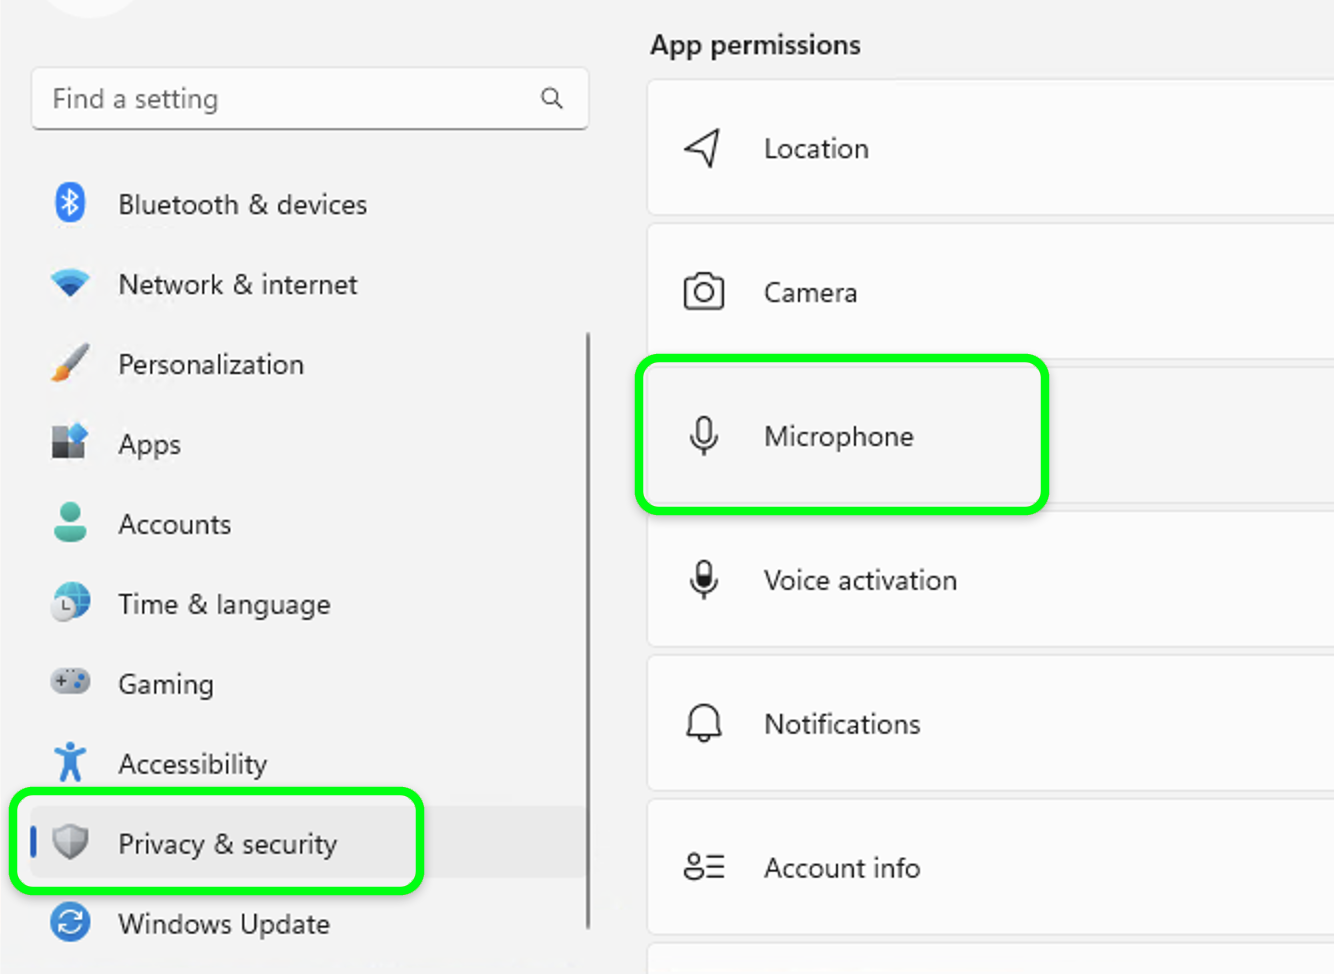 Find a setting
Bluetooth & devices
Network & internet
Personalization
Apps
Accounts
Time & language
Gaming
Accessibility
Privacy & security
Windows Update
App permissions
Location
Camera
Microphone
Voice activation
Notifications
Account info